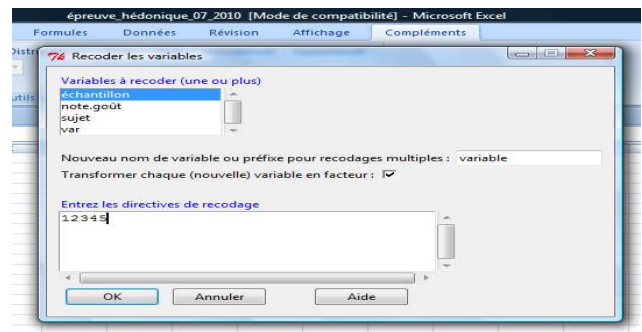 épreuve_hédonique_07_2010 [Mode de compatibilité] - Microsoft Excel
Formules Données Révision Affichage Compléments
Distr
Recoder les variables
utils
Variables à recoder (une ou plus)
échantillon
note.goût
sujet
var
Nouveau nom de variable ou préfixe pour recodages multiples : variable
Transformer chaque (nouvelle) variable en facteur :
Entrez les directives de recodage
12345
OK Annuler Aide